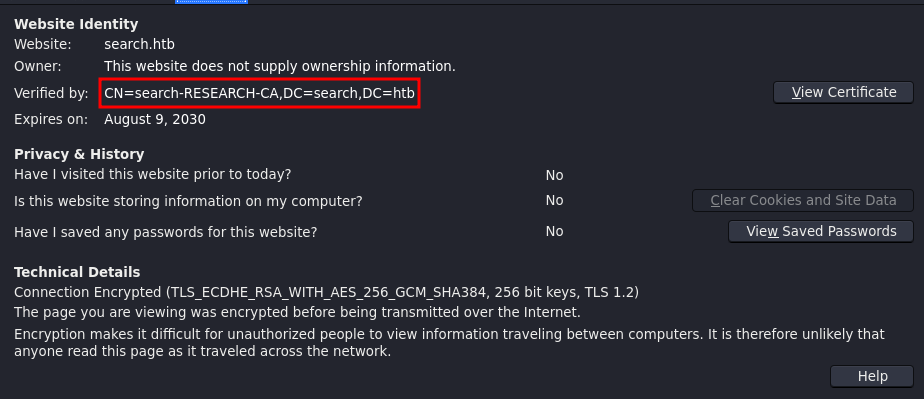 Website Identity
Website: search.htb
Owner: This website does not supply ownership information.
Verified by: CN=search-RESEARCH-CA,DC=search,DC=htb View Certificate
Expires on: August 9, 2030
Privacy & History
Have I visited this website prior to today? No
Is this website storing information on my computer? No Clear Cookies and Site Data
Have I saved any passwords for this website? No View Saved Passwords
Technical Details
Connection Encrypted (TLS_ECDHE_RSA_WITH_AES_256_GCM_SHA384, 256 bit keys, TLS 1.2)
The page you are viewing was encrypted before being transmitted over the Internet.
Encryption makes it difficult for unauthorized people to view information traveling between computers. It is therefore unlikely that
anyone read this page as it traveled across the network.
Help